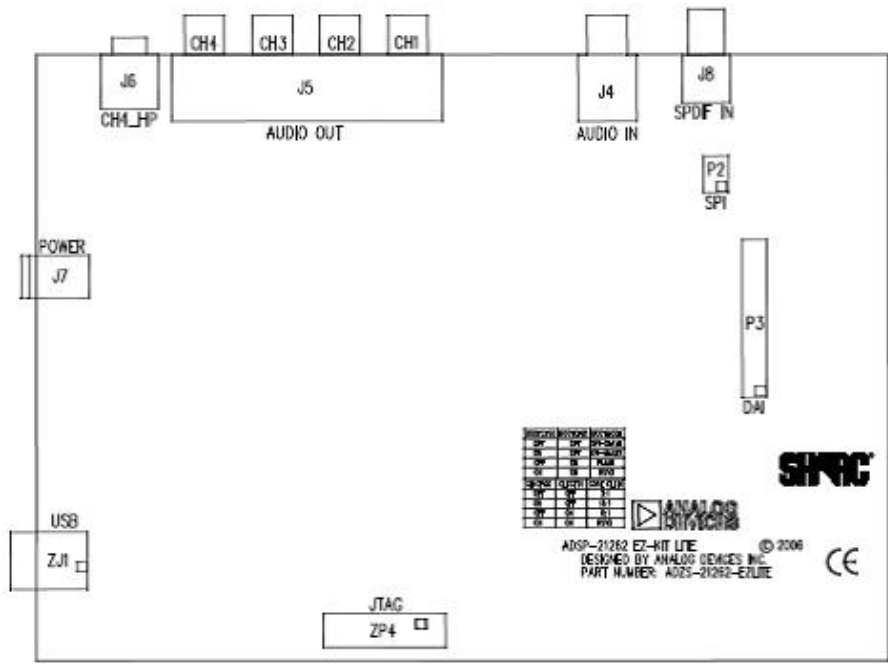 CH4 CH3 CH2 CH1
J6 J5 J4 J8
CH4_HP AUDIO OUT AUDIO IN SPDIF IN
P2
SPI
POWER
J7
P3
DAI
SHARC
ANALOG
DEVICES
USB
ZJ1
ADSP-21262 EZ-KIT LITE © 2006
DESIGNED BY ANALOG DEVICES INC.
PART NUMBER: ADZS-21262-EZLITE
CE
JTAG
ZP4